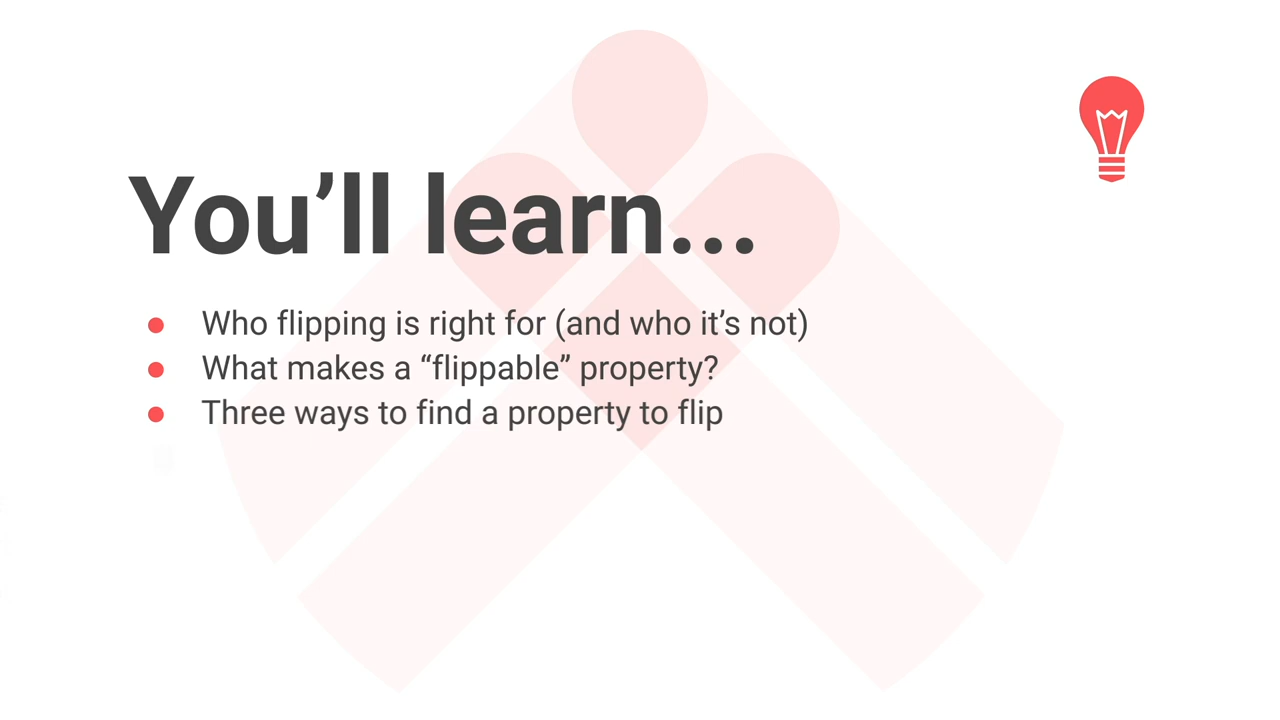 You’ll learn...
● Who flipping is right for (and who it’s not)
● What makes a “flippable” property?
● Three ways to find a property to flip